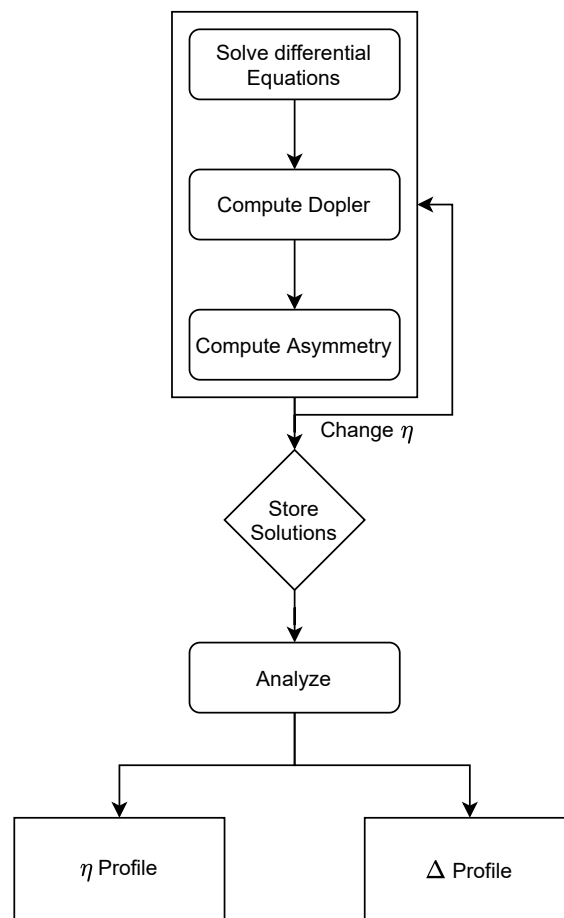 Solve differential
Equations
Compute Dopler
Compute Asymmetry
Change η
Store
Solutions
Analyze
η Profile
Δ Profile